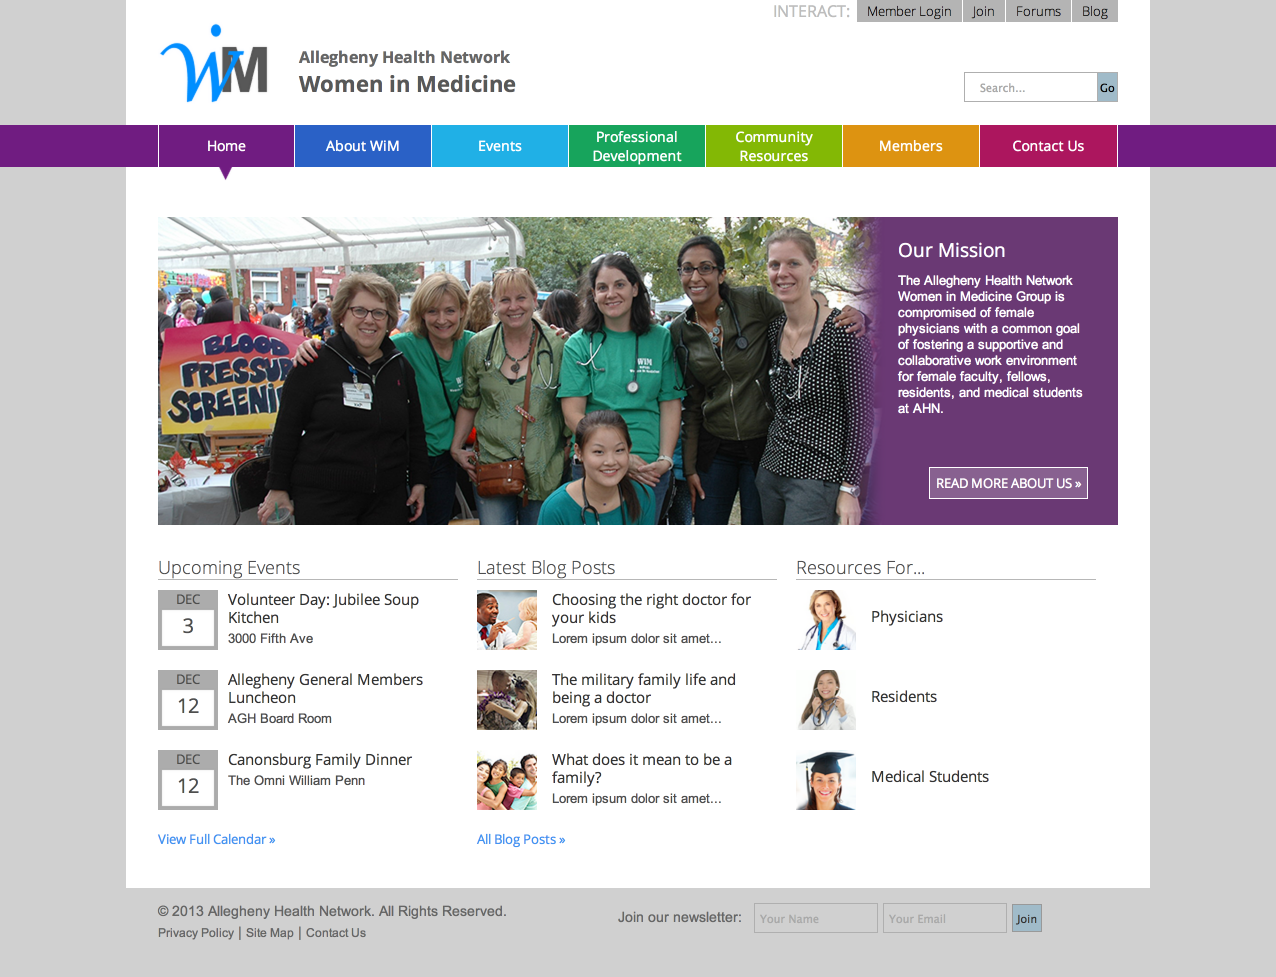 INTERACT: Member Login Join Forums Blog
WiM
Allegheny Health Network
Women in Medicine
Search... Go
Home About WiM Events Professional Development Community Resources Members Contact Us
BLOOD
PRESSURE
SCREENI
WiM
Our Mission
The Allegheny Health Network
Women in Medicine Group is
compromised of female
physicians with a common goal
of fostering a supportive and
collaborative work environment
for female faculty, fellows,
residents, and medical students
at AHN.
READ MORE ABOUT US »
Upcoming Events
DEC
3
Volunteer Day: Jubilee Soup
Kitchen
3000 Fifth Ave
DEC
12
Allegheny General Members
Luncheon
AGH Board Room
DEC
12
Canonsburg Family Dinner
The Omni William Penn
View Full Calendar »
Latest Blog Posts
Choosing the right doctor for
your kids
Lorem ipsum dolor sit amet...
The military family life and
being a doctor
Lorem ipsum dolor sit amet...
What does it mean to be a
family?
Lorem ipsum dolor sit amet...
All Blog Posts »
Resources For...
Physicians
Residents
Medical Students
© 2013 Allegheny Health Network. All Rights Reserved.
Privacy Policy | Site Map | Contact Us
Join our newsletter: Your Name Your Email Join